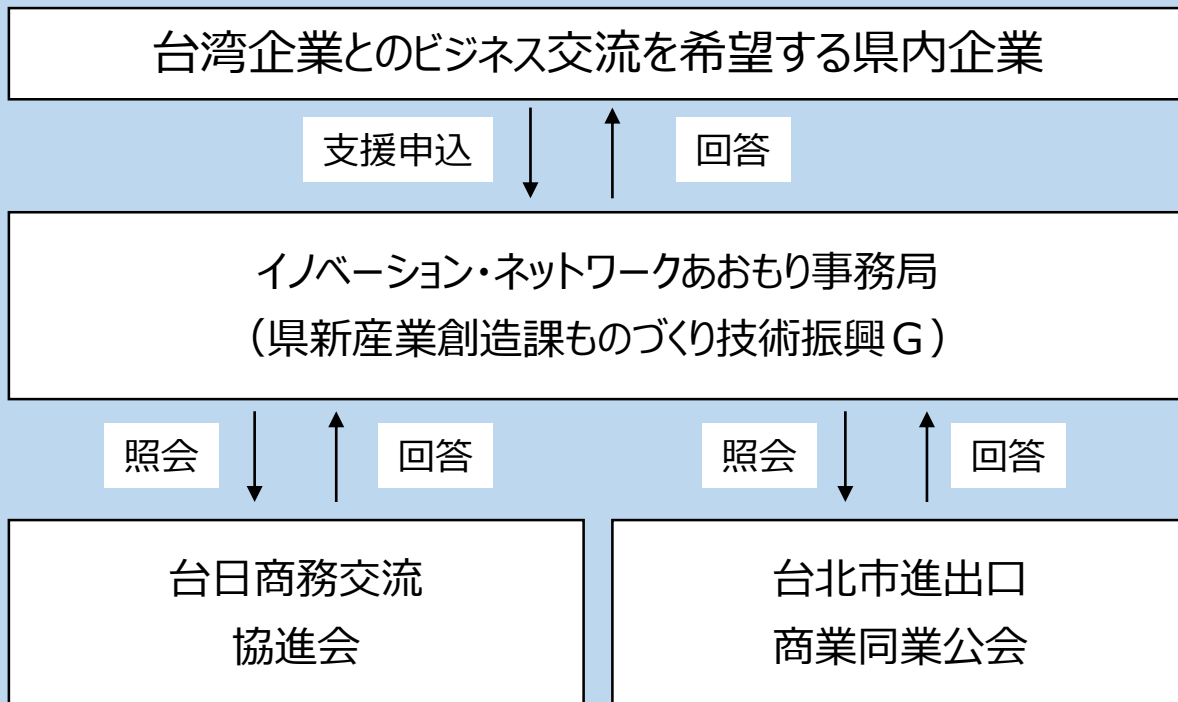 台湾企業とのビジネス交流を希望する県内企業
支援申込
回答
イノベーション・ネットワークあおもり事務局
（県新産業創造課ものづくり技術振興Ｇ）
照会
回答
照会
回答
台日商務交流
協進会
台北市進出口
商業同業公会